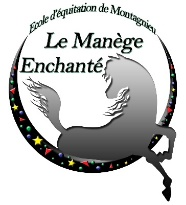 Ecole d'équitation de Montagnieu
Le Manège
Enchanté